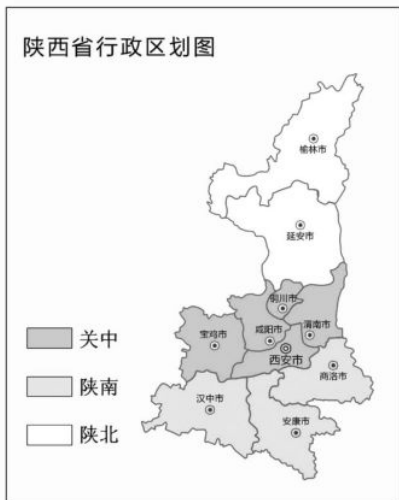 陕西省行政区划图
榆林市
延安市
铜川市
宝鸡市
咸阳市
渭南市
西安市
商洛市
汉中市
安康市
关中
陕南
陕北